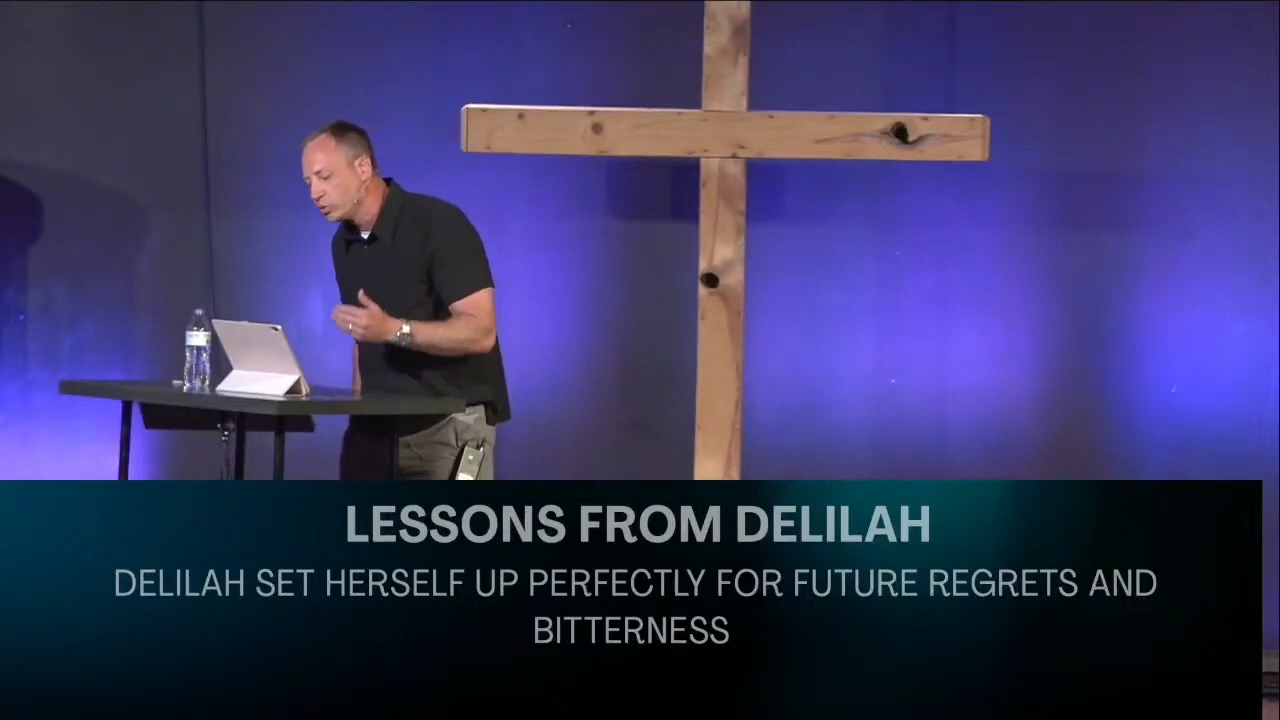 LESSONS FROM DELILAH
DELILAH SET HERSELF UP PERFECTLY FOR FUTURE REGRETS AND
BITTERNESS